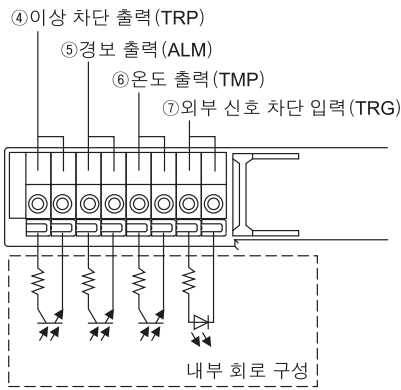 ④이상 차단 출력(TRP)
⑤경보 출력(ALM)
⑥온도 출력(TMP)
⑦외부 신호 차단 입력(TRG)
내부 회로 구성